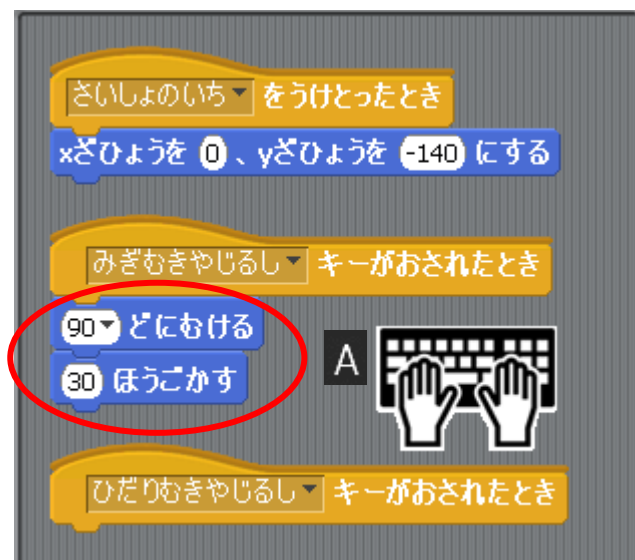 さいしょのいち をうけとったとき
xざひょうを 0 、yざひょうを -140 にする
みぎむきやじるし キーがおされたとき
90 どにむける
30 ほうごかす
A
ひだりむきやじるし キーがおされたとき